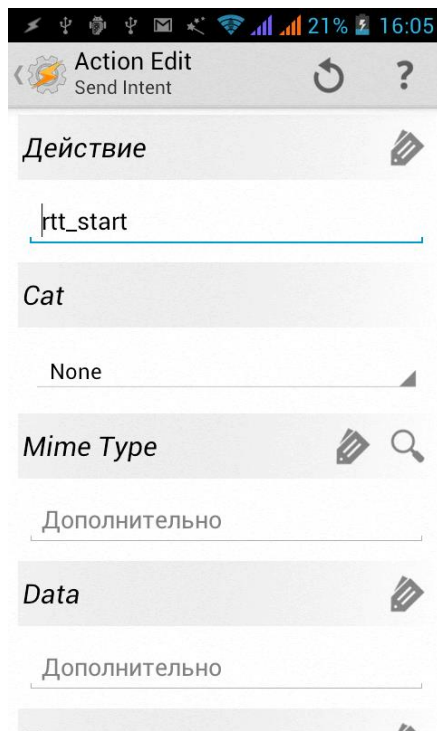 21% 16:05
Action Edit
Send Intent
?
Действие
rtt_start
Cat
None
Mime Type
Дополнительно
Data
Дополнительно